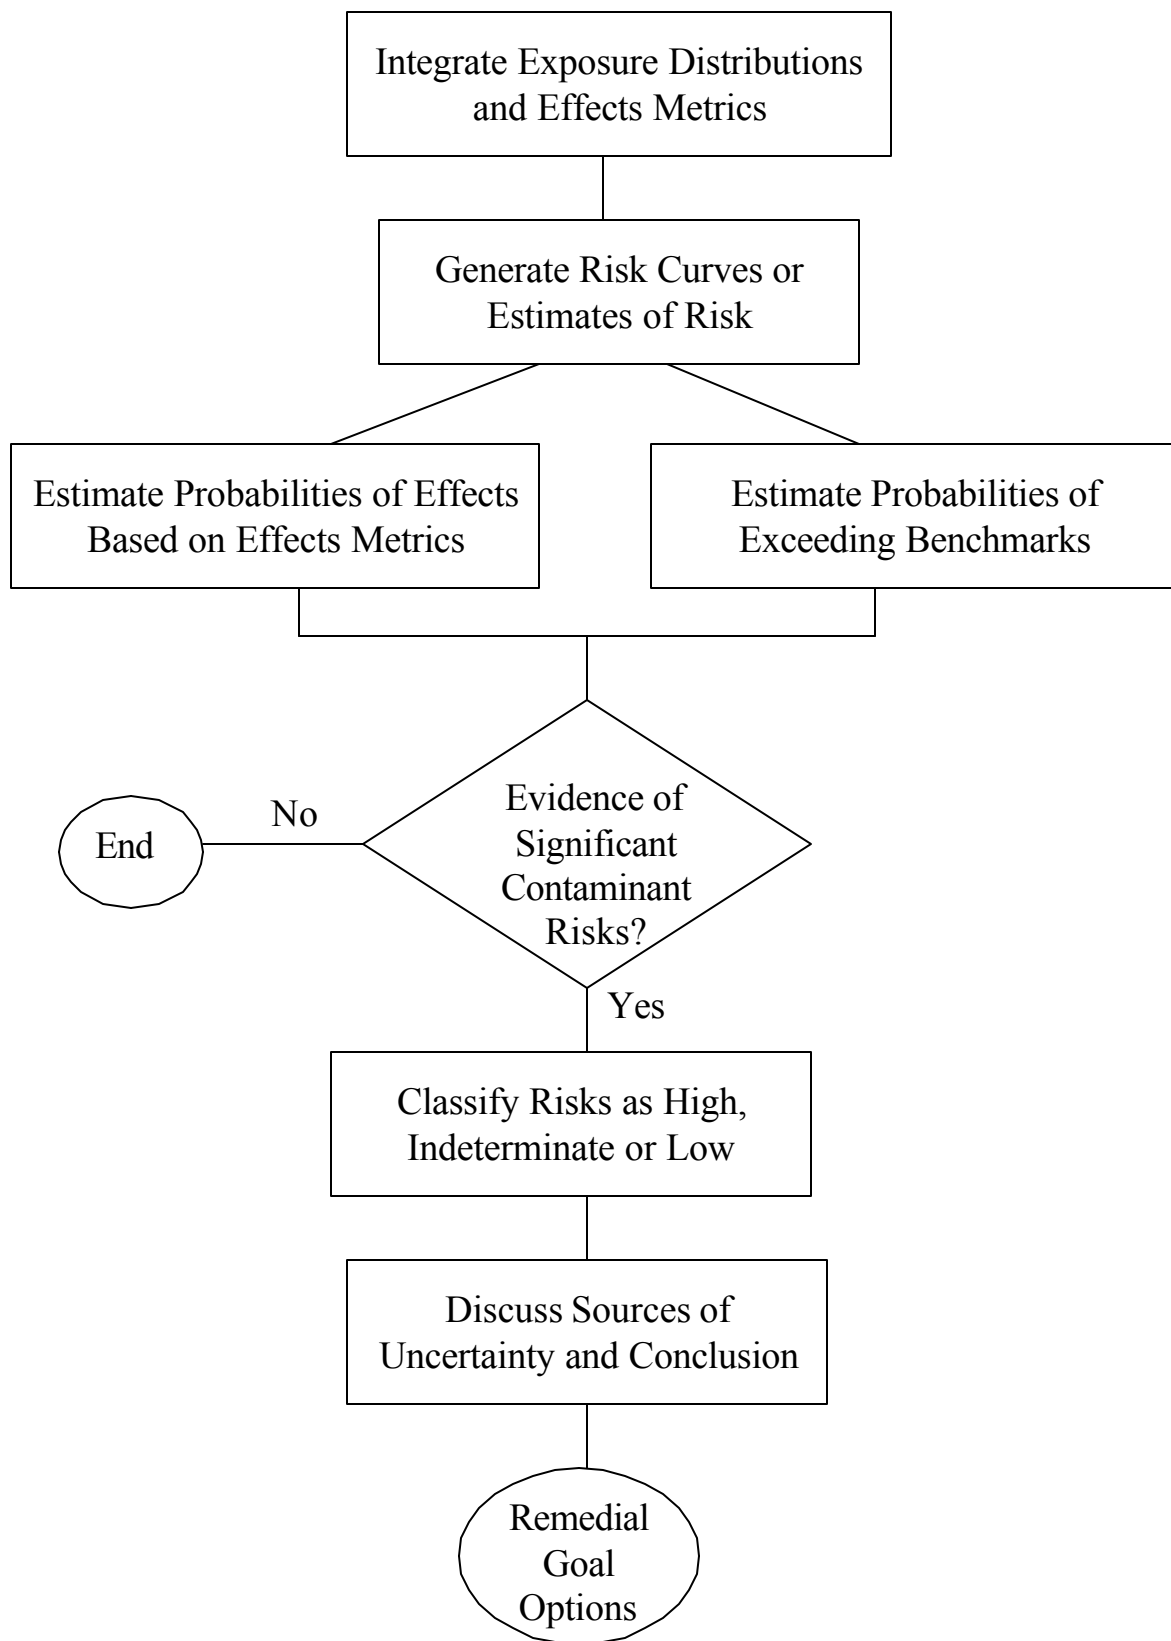 Integrate Exposure Distributions
and Effects Metrics
Generate Risk Curves or
Estimates of Risk
Estimate Probabilities of Effects
Based on Effects Metrics
Estimate Probabilities of
Exceeding Benchmarks
Evidence of
Significant
Contaminant
Risks?
No
End
Yes
Classify Risks as High,
Indeterminate or Low
Discuss Sources of
Uncertainty and Conclusion
Remedial
Goal
Options